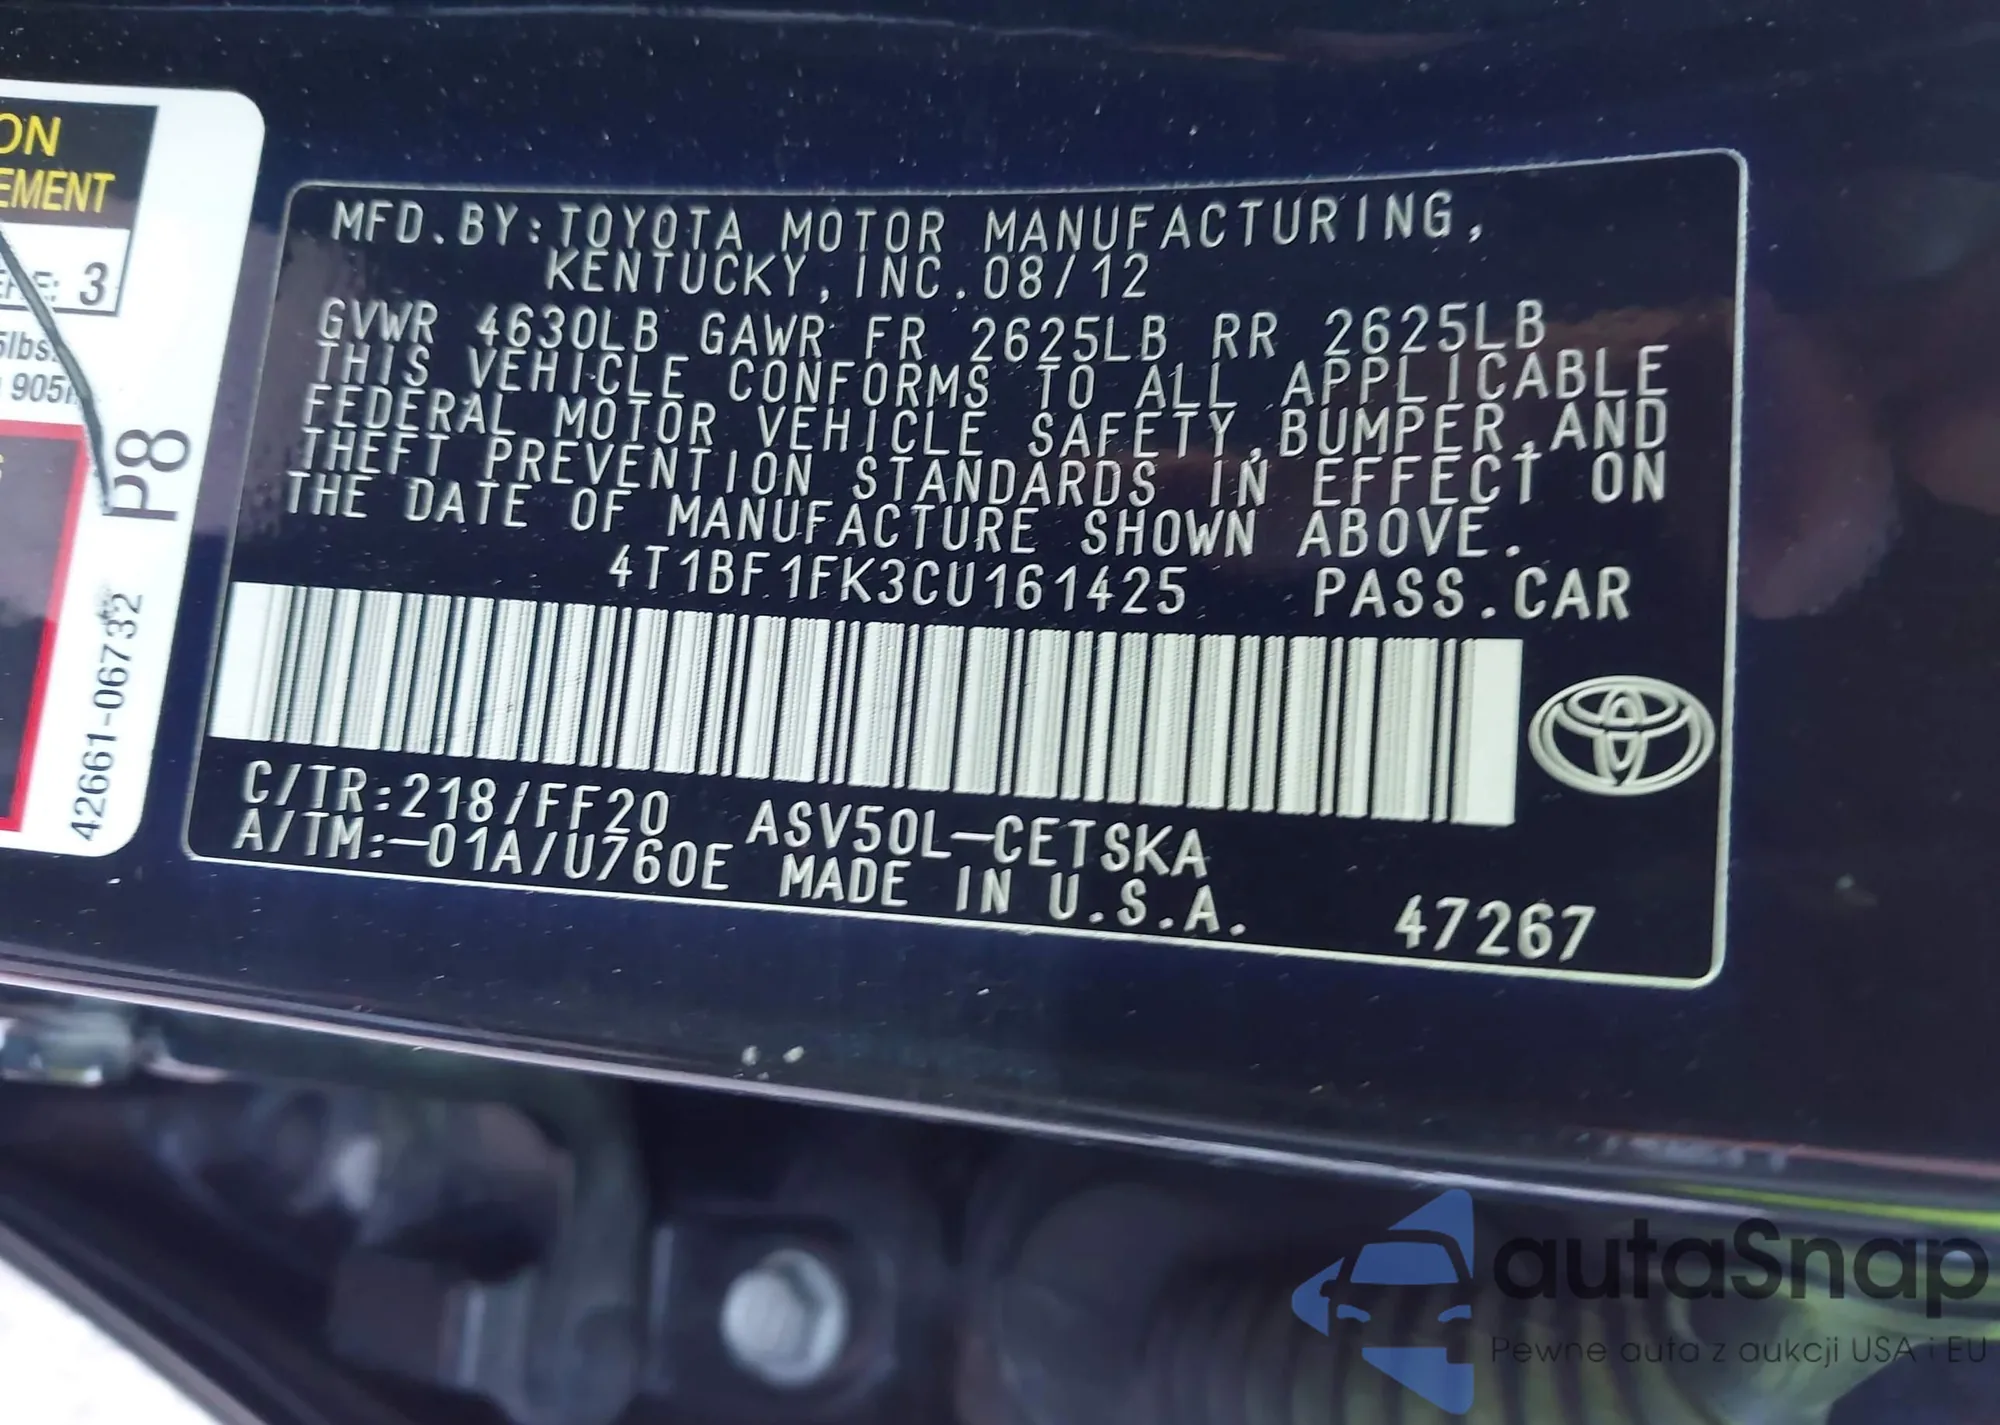 ON
EMENT
3
5lbs.
905
P8
42661-06732
MFD.BY:TOYOTA MOTOR MANUFACTURING,
KENTUCKY,INC.08/12
GVWR 4630LB GAWR FR 2625LB RR 2625LB
THIS VEHICLE CONFORMS TO ALL APPLICABLE
FEDERAL MOTOR VEHICLE SAFETY,BUMPER,AND
THEFT PREVENTION STANDARDS IN EFFECT ON
THE DATE OF MANUFACTURE SHOWN ABOVE.
4T1BF1FK3CU161425 PASS.CAR
C/TR:218/FF20 ASV50L-CETSKA
A/TM:-01A/U760E MADE IN U.S.A. 47267
autaSnap
Pewne auta z aukcji USA i EU